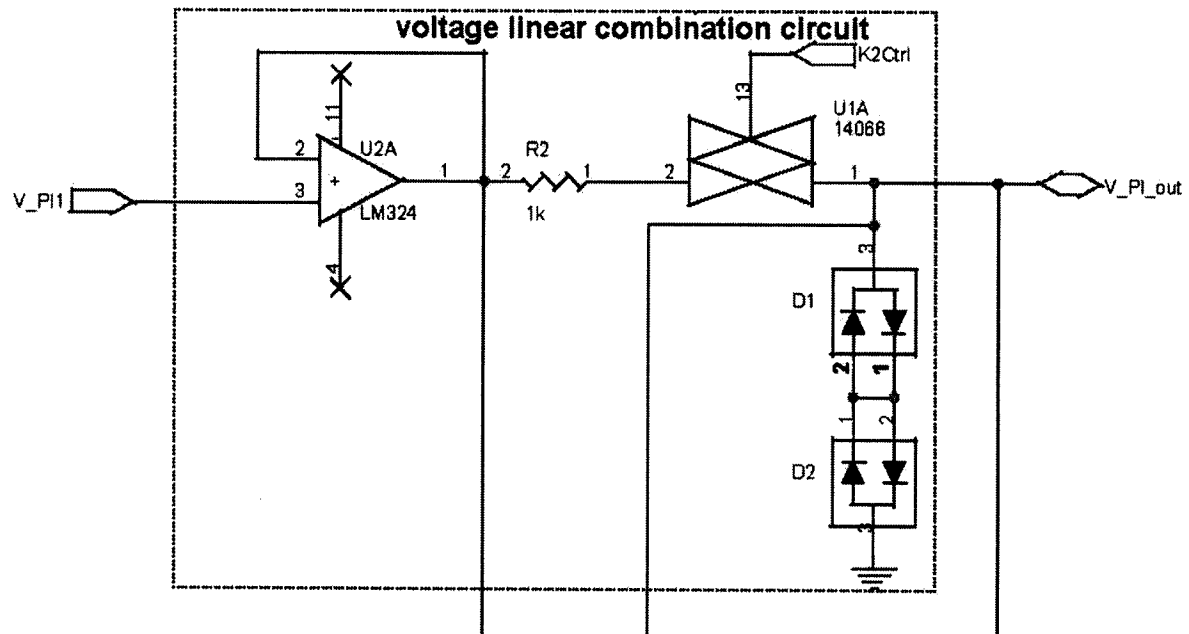 voltage linear combination circuit
K2Ctrl
13
U1A
14066
11
2
U2A
R2
1
2
1
2
1
3
+
V_PI1
V_PI_out
LM324
1k
4
3
D1
2
1
1
2
D2
3